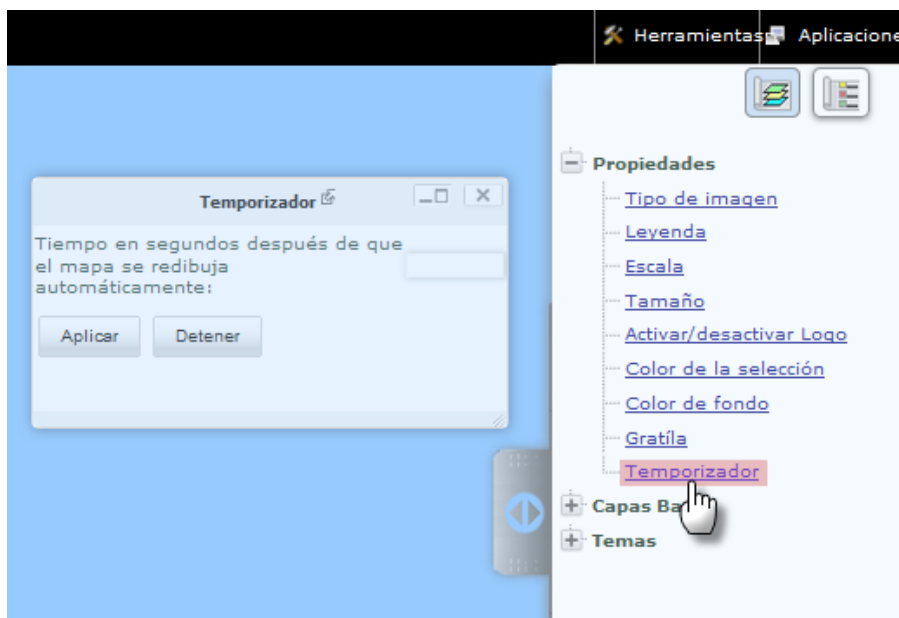 Herramientas
Aplicacione
Temporizador
Tiempo en segundos después de que
el mapa se redibuja
automáticamente:
Aplicar
Detener
Propiedades
Tipo de imagen
Leyenda
Escala
Tamaño
Activar/desactivar Logo
Color de la selección
Color de fondo
Gratíla
Temporizador
Capas Ba
Temas